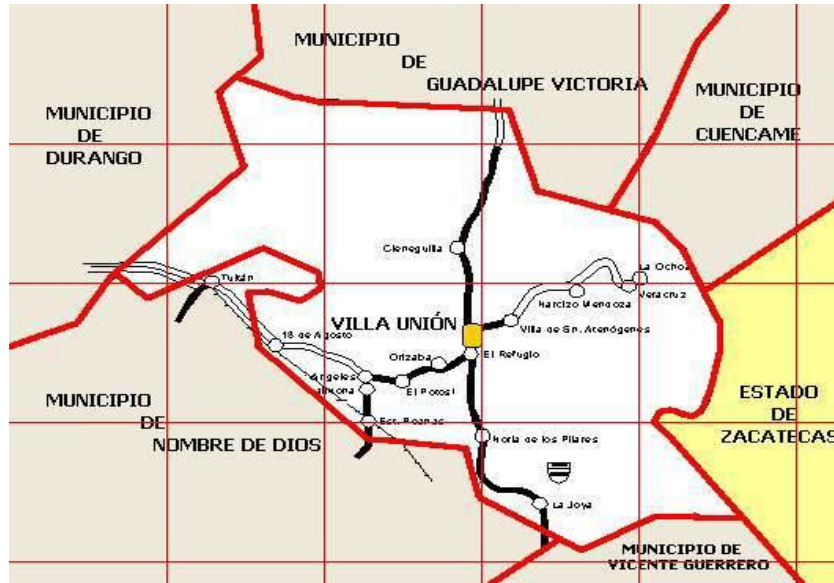 MUNICIPIO
DE
GUADALUPE VICTORIA
MUNICIPIO
DE
DURANGO
MUNICIPIO
DE
CUENCAME
Cieneguilla
Tuitán
La Ochoa
Veracruz
Narcizo Mendoza
Villa de Sn. Atenógenes
VILLA UNIÓN
18 de Agosto
Orizaba
El Refugio
Angeles
El Potosí
Est. Poanas
Noria de los Pilares
La Joya
ESTADO
DE
ZACATECAS
MUNICIPIO
DE
NOMBRE DE DIOS
MUNICIPIO DE
VICENTE GUERRERO